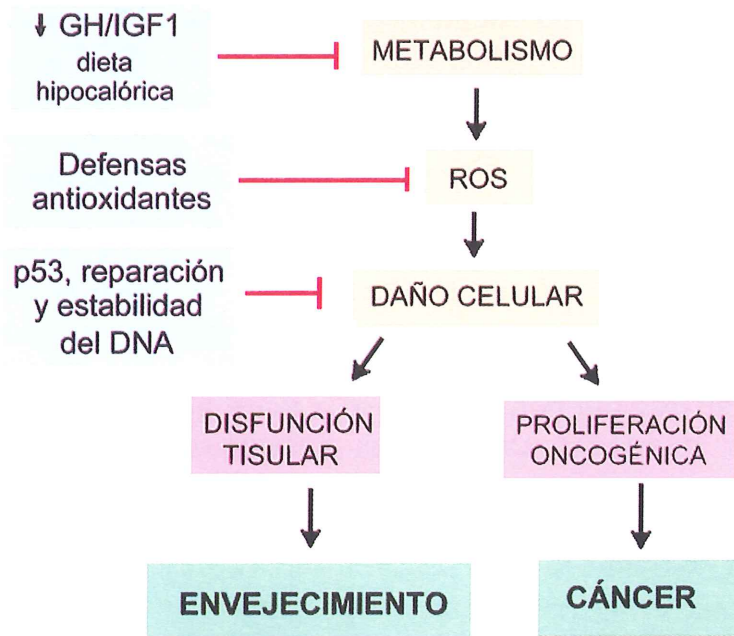 ↓ GH/IGF1
dieta
hipocalórica
METABOLISMO
Defensas
antioxidantes
ROS
p53, reparación
y estabilidad
del DNA
DAÑO CELULAR
DISFUNCIÓN
TISULAR
PROLIFERACIÓN
ONCOGÉNICA
ENVEJECIMIENTO
CÁNCER